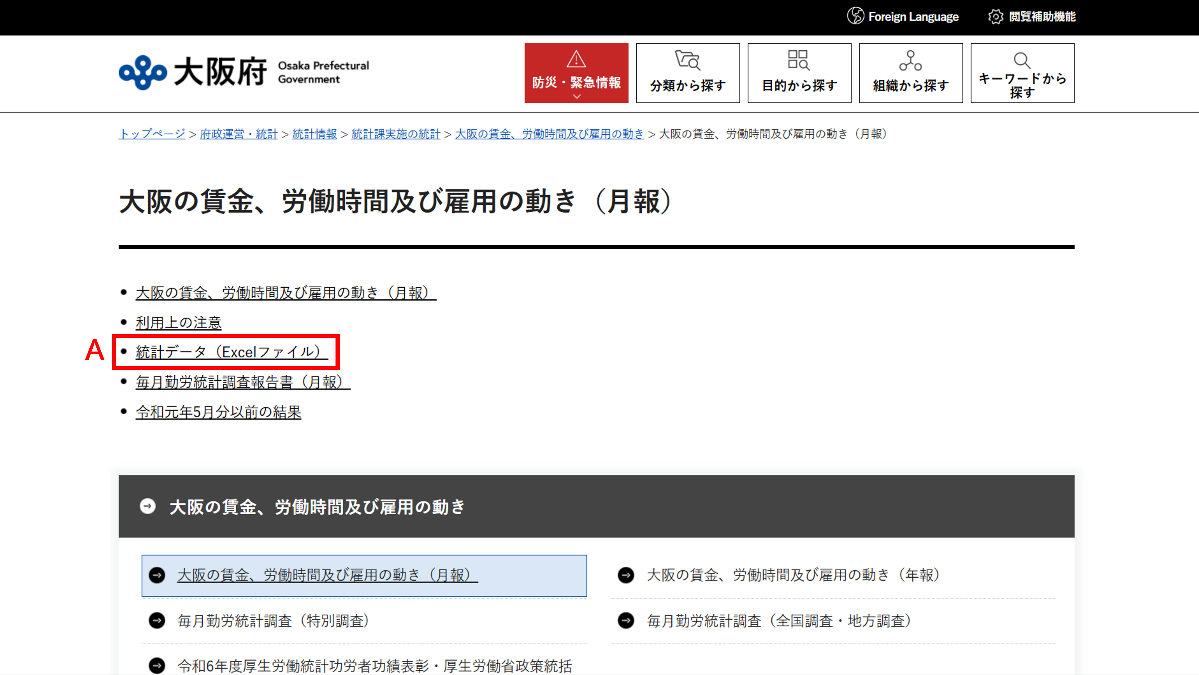 Foreign Language
閲覧補助機能
大阪府
Osaka Prefectural
Government
防災・緊急情報
分類から探す
目的から探す
組織から探す
キーワードから
探す
トップページ > 府政運営・統計 > 統計情報 > 統計課実施の統計 > 大阪の賃金、労働時間及び雇用の動き > 大阪の賃金、労働時間及び雇用の動き（月報）
大阪の賃金、労働時間及び雇用の動き（月報）
大阪の賃金、労働時間及び雇用の動き（月報）
利用上の注意
A
統計データ（Excelファイル）
毎月勤労統計調査報告書（月報）
令和元年5月分以前の結果
大阪の賃金、労働時間及び雇用の動き
大阪の賃金、労働時間及び雇用の動き（月報）
大阪の賃金、労働時間及び雇用の動き（年報）
毎月勤労統計調査（特別調査）
毎月勤労統計調査（全国調査・地方調査）
令和6年度厚生労働統計功労者功績表彰・厚生労働省政策統括